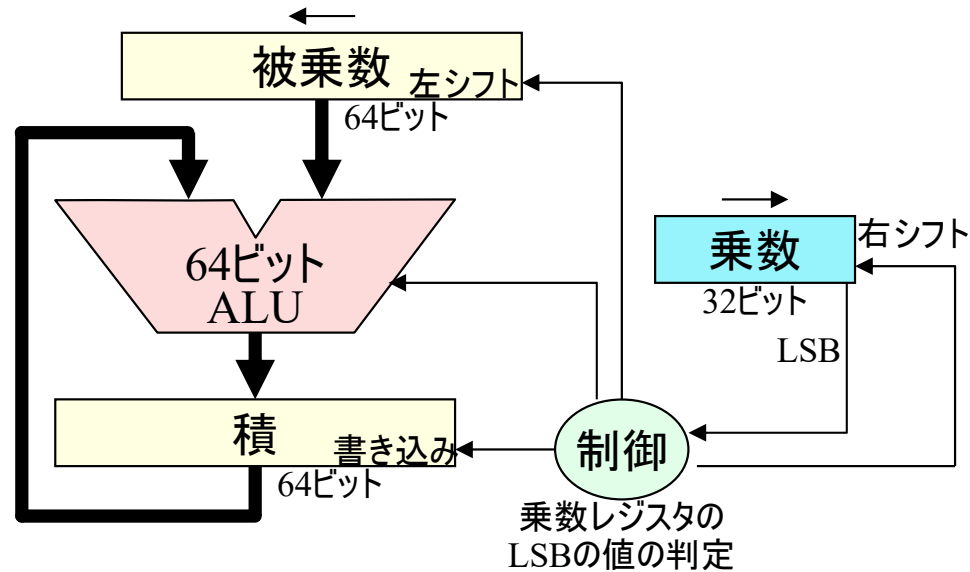 被乗数
左シフト
64ビット
64ビット
ALU
乗数
右シフト
32ビット
LSB
積
書き込み
64ビット
制御
乗数レジスタの
LSBの値の判定